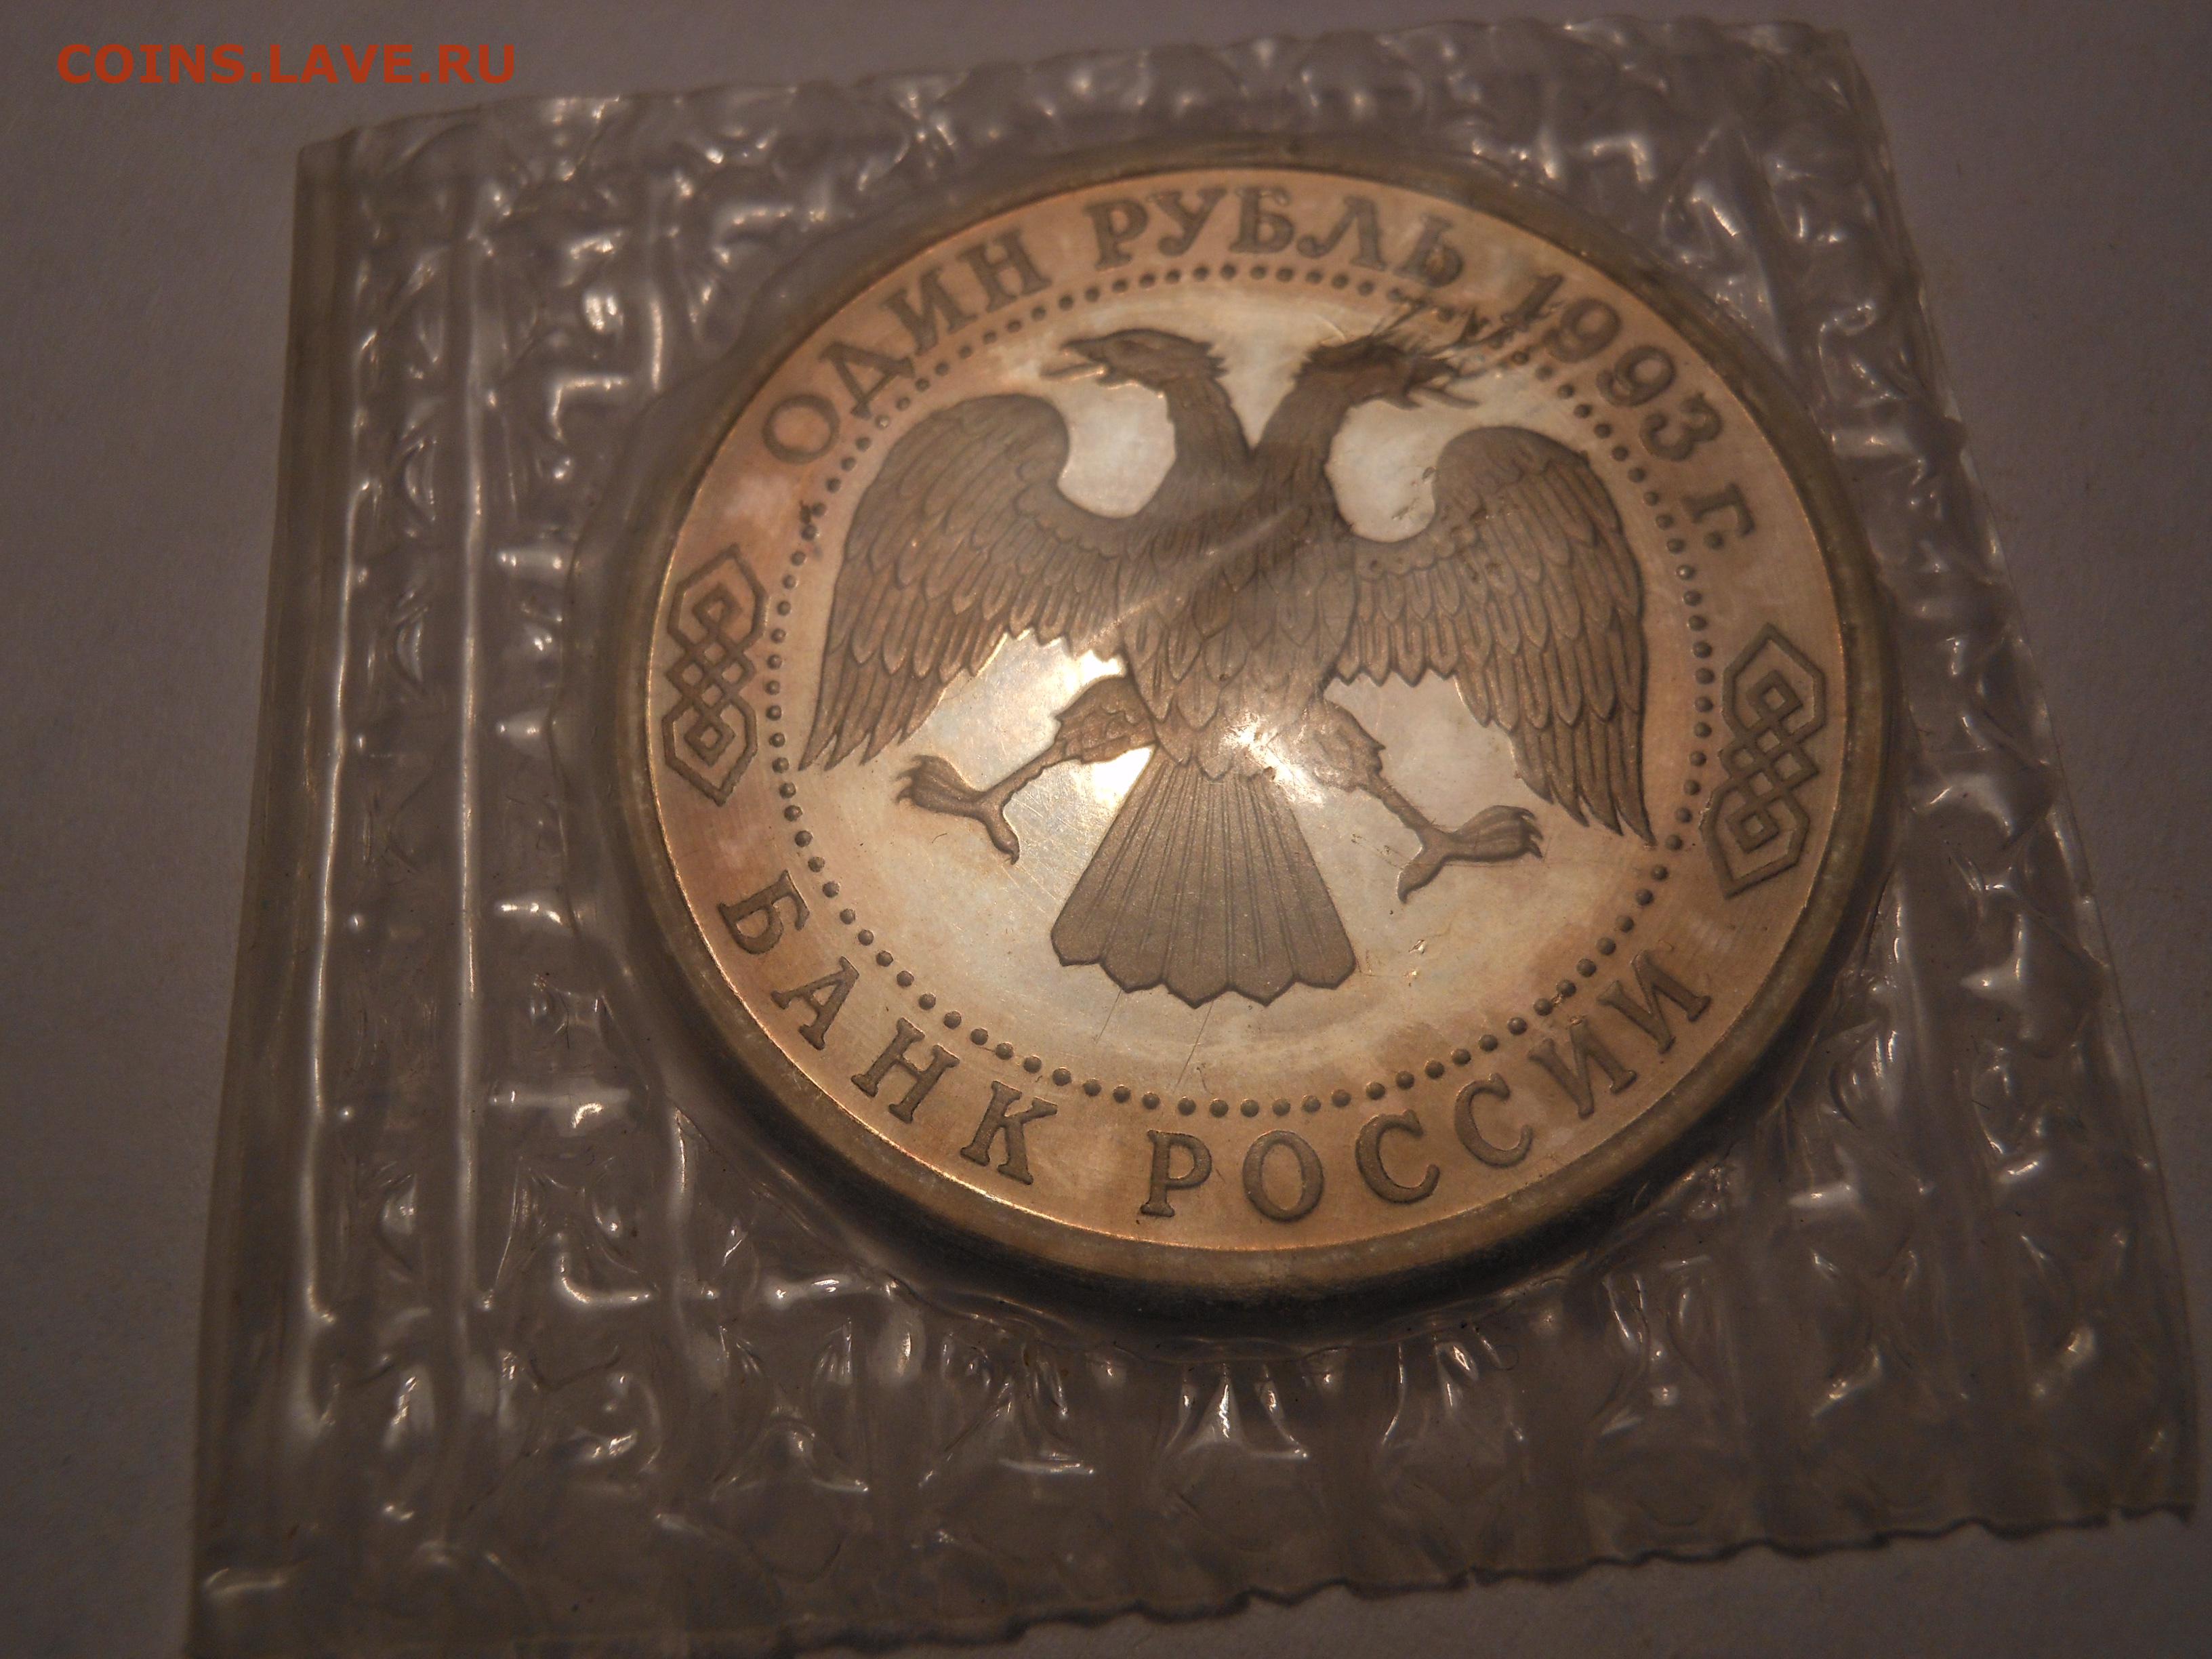 COINS.LAVE.RU
ОДИН РУБЛЬ 1993 г.
БАНК РОССИИ